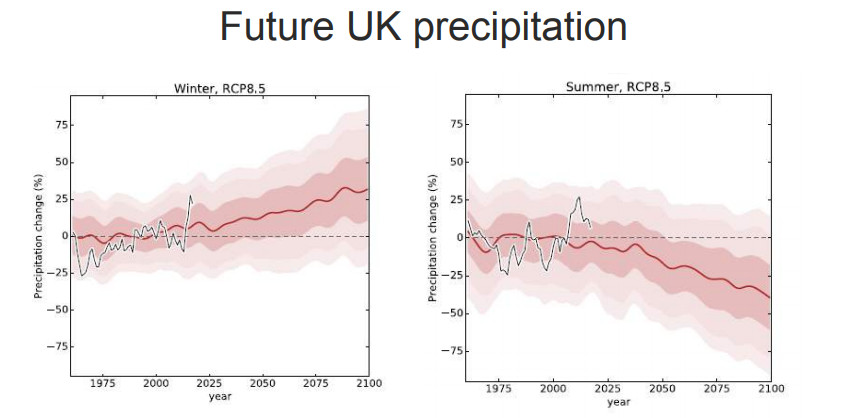 Future UK precipitation
Winter, RCP8.5
Precipitation change (%)
75
50
25
0
−25
−50
−75
1975 2000 2025 2050 2075 2100
year
Summer, RCP8.5
Precipitation change (%)
75
50
25
0
−25
−50
−75
1975 2000 2025 2050 2075 2100
year